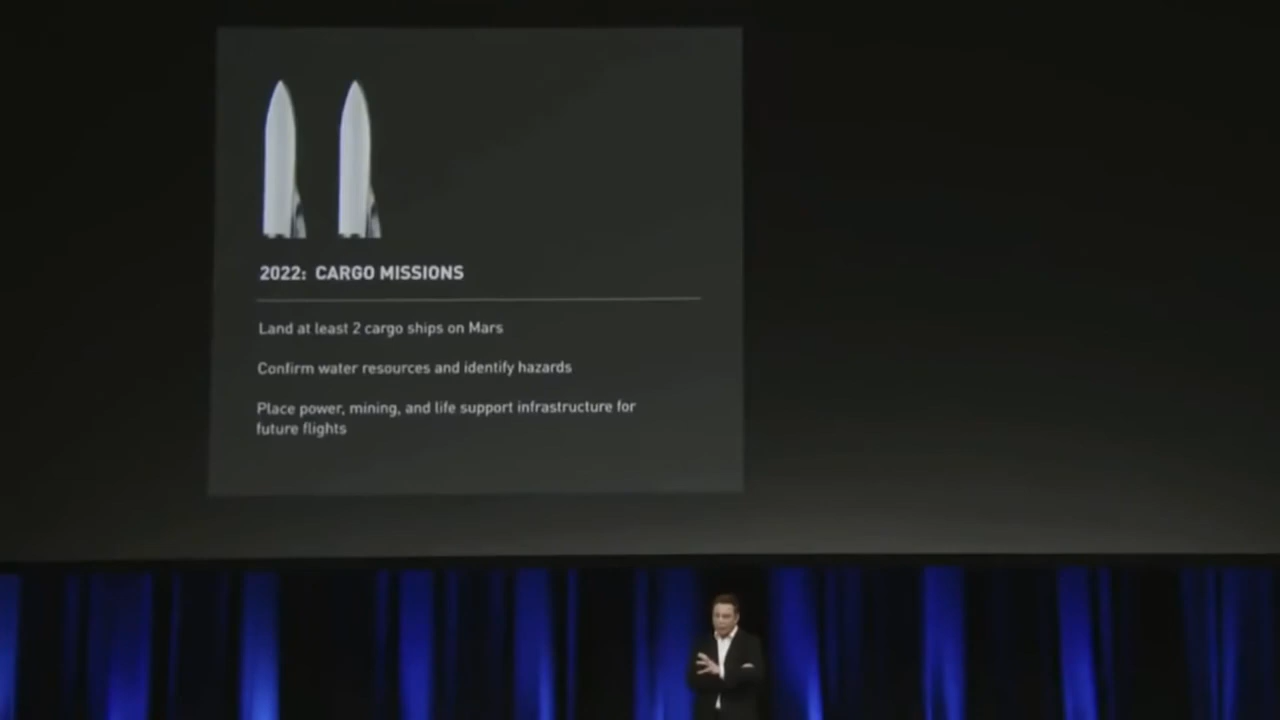 2022: CARGO MISSIONS
Land at least 2 cargo ships on Mars
Confirm water resources and identify hazards
Place power, mining, and life support infrastructure for
future flights